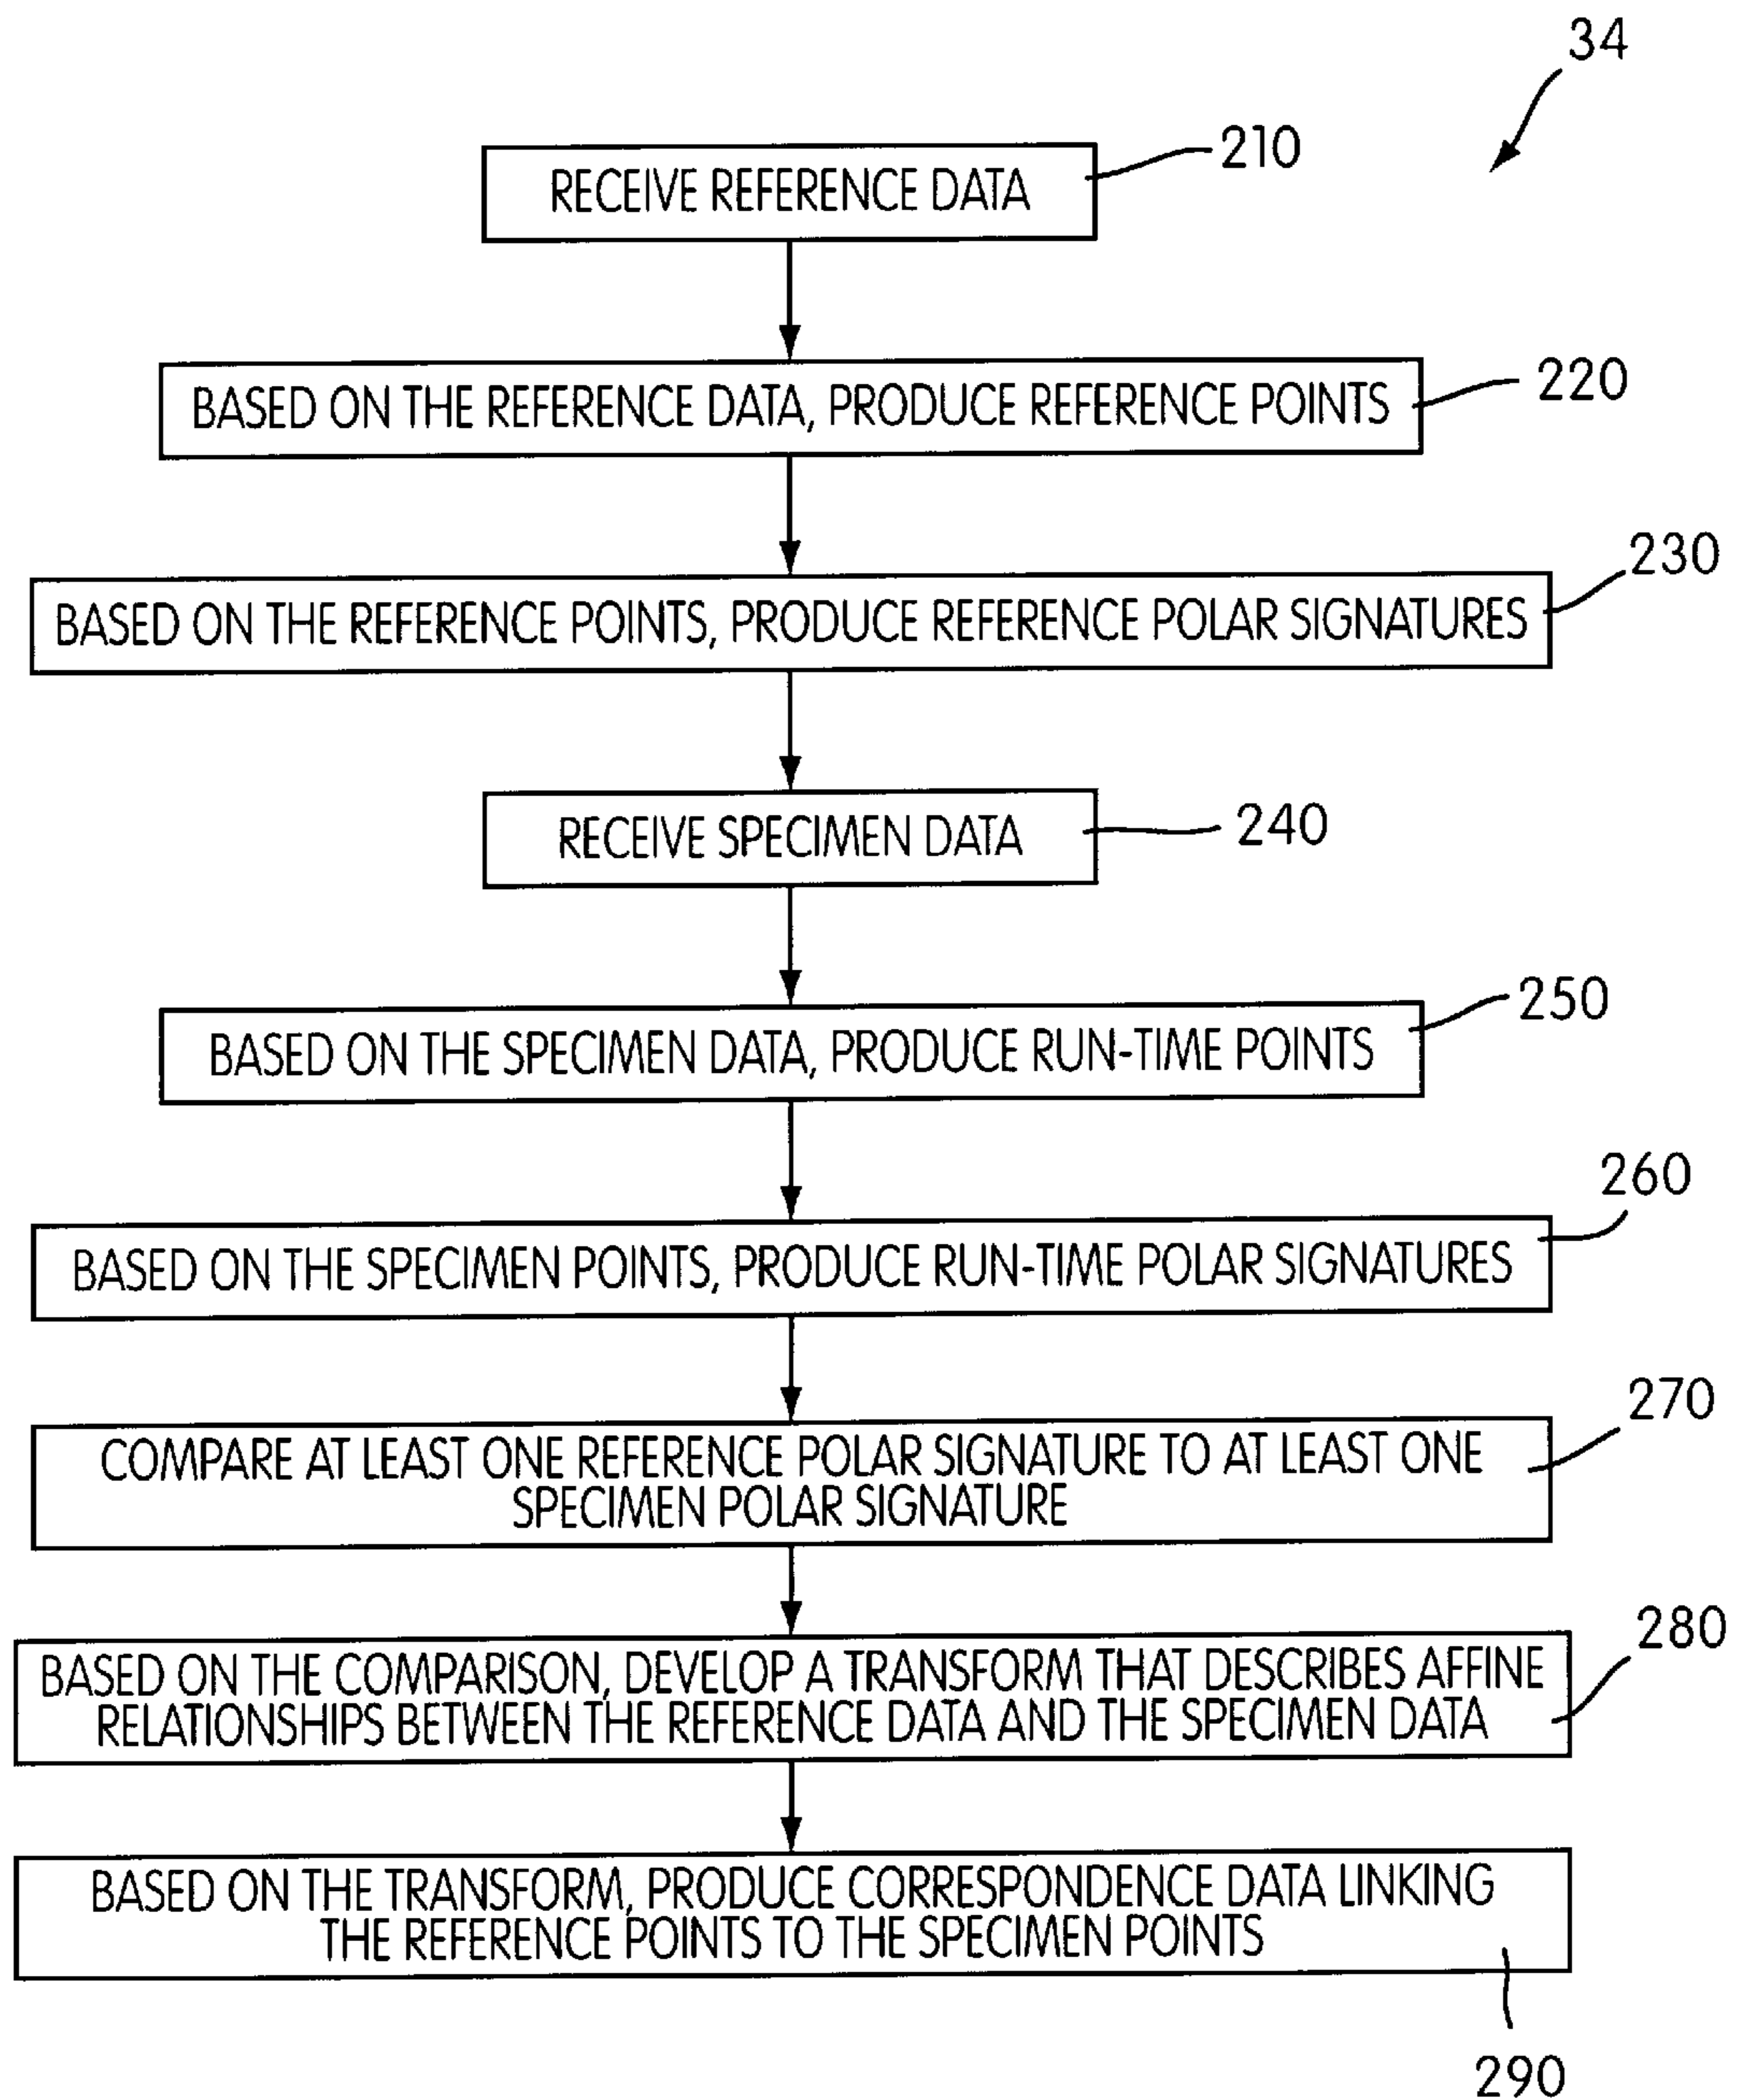 34
210
RECEIVE REFERENCE DATA
220
BASED ON THE REFERENCE DATA, PRODUCE REFERENCE POINTS
230
BASED ON THE REFERENCE POINTS, PRODUCE REFERENCE POLAR SIGNATURES
240
RECEIVE SPECIMEN DATA
250
BASED ON THE SPECIMEN DATA, PRODUCE RUN-TIME POINTS
260
BASED ON THE SPECIMEN POINTS, PRODUCE RUN-TIME POLAR SIGNATURES
270
COMPARE AT LEAST ONE REFERENCE POLAR SIGNATURE TO AT LEAST ONE
SPECIMEN POLAR SIGNATURE
280
BASED ON THE COMPARISON, DEVELOP A TRANSFORM THAT DESCRIBES AFFINE
RELATIONSHIPS BETWEEN THE REFERENCE DATA AND THE SPECIMEN DATA
BASED ON THE TRANSFORM, PRODUCE CORRESPONDENCE DATA LINKING
THE REFERENCE POINTS TO THE SPECIMEN POINTS
290